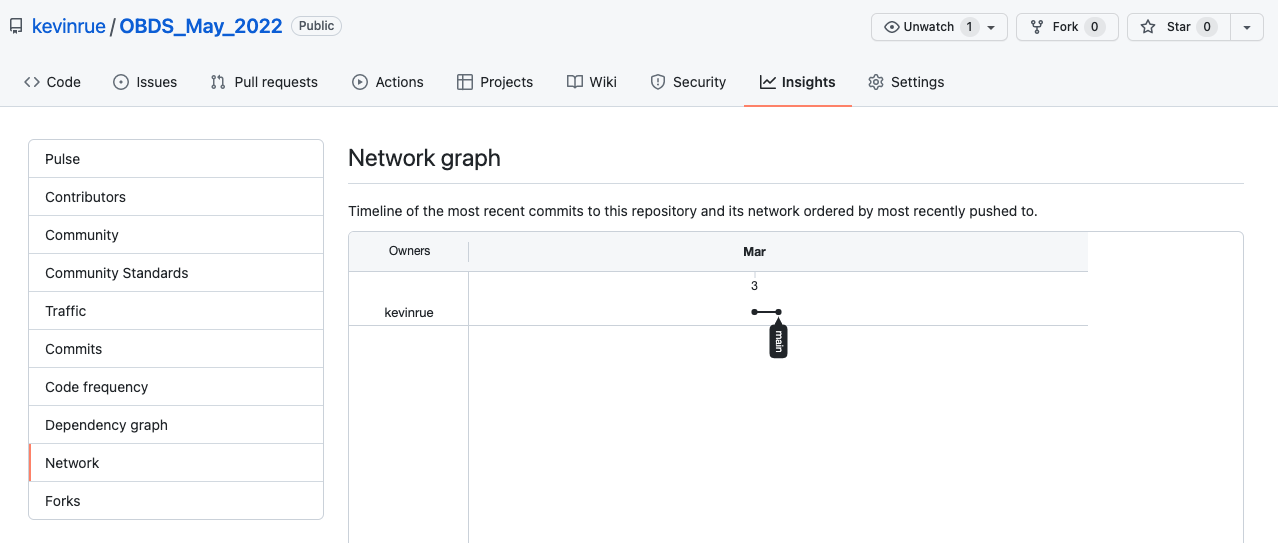 kevinrue / OBDS_May_2022 Public Unwatch 1 Fork 0 Star 0
Code Issues Pull requests Actions Projects Wiki Security Insights Settings
Pulse
Contributors
Community
Community Standards
Traffic
Commits
Code frequency
Dependency graph
Network
Forks
Network graph
Timeline of the most recent commits to this repository and its network ordered by most recently pushed to.
Owners Mar
3
kevinrue
main